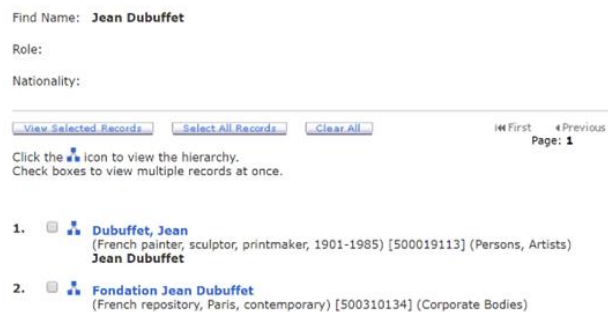 Find Name: Jean Dubuffet
Role:
Nationality:
View Selected Records Select All Records Clear All First Previous
Page: 1
Click the icon to view the hierarchy.
Check boxes to view multiple records at once.
1. Dubuffet, Jean
(French painter, sculptor, printmaker, 1901-1985) [500019113] (Persons, Artists)
Jean Dubuffet
2. Fondation Jean Dubuffet
(French repository, Paris, contemporary) [500310134] (Corporate Bodies)